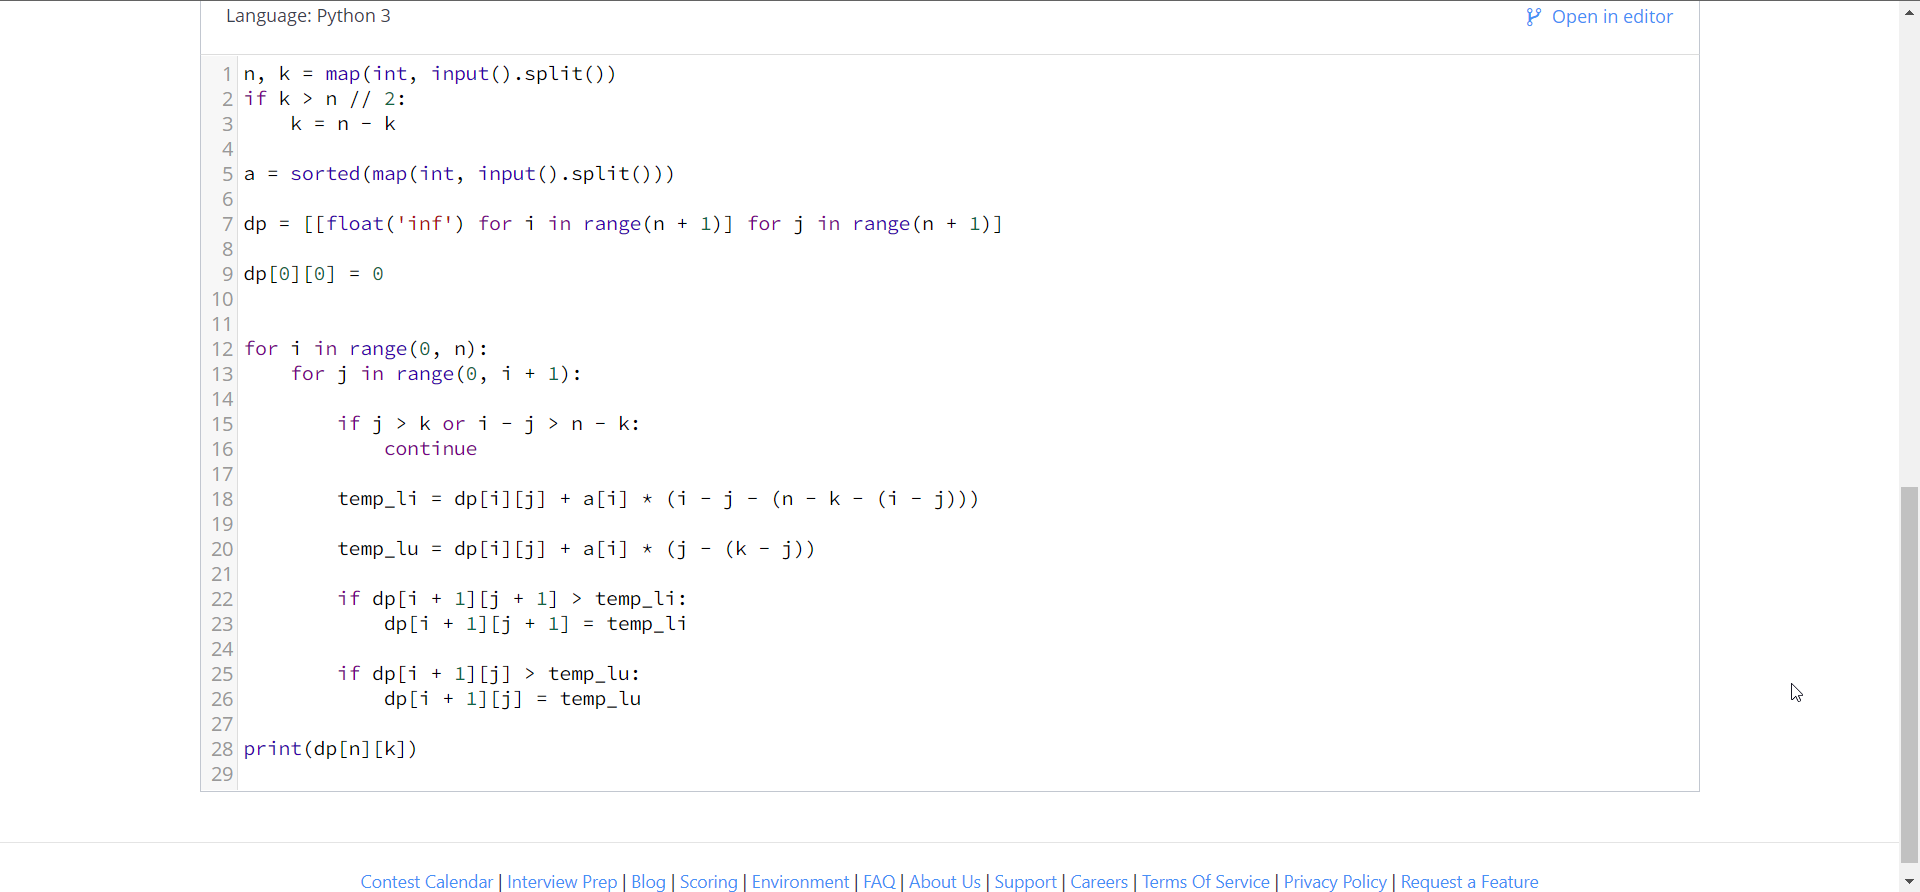 Language: Python 3
Open in editor
1 n, k = map(int, input().split())
2 if k > n // 2:
3     k = n - k
4
5 a = sorted(map(int, input().split()))
6
7 dp = [[float('inf') for i in range(n + 1)] for j in range(n + 1)]
8
9 dp[0][0] = 0
10
11
12 for i in range(0, n):
13     for j in range(0, i + 1):
14
15         if j > k or i - j > n - k:
16             continue
17
18         temp_li = dp[i][j] + a[i] * (i - j - (n - k - (i - j)))
19
20         temp_lu = dp[i][j] + a[i] * (j - (k - j))
21
22         if dp[i + 1][j + 1] > temp_li:
23             dp[i + 1][j + 1] = temp_li
24
25         if dp[i + 1][j] > temp_lu:
26             dp[i + 1][j] = temp_lu
27
28 print(dp[n][k])
29
Contest Calendar | Interview Prep | Blog | Scoring | Environment | FAQ | About Us | Support | Careers | Terms Of Service | Privacy Policy | Request a Feature